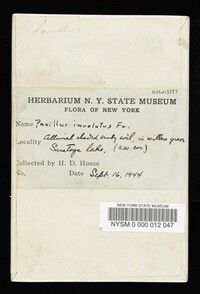 HERBARIUM N. Y. STATE MUSEUM
FLORA OF NEW YORK
Name Paxillus involutus Fr.
Alluvial shaded sandy soil, in willow grove
Locality
Saratoga lake, (s.w. cor.)
Collected by H. D. House
No. Date Sept. 16, 1944
NEW YORK STATE MUSEUM
NYSM 0 000 012 047